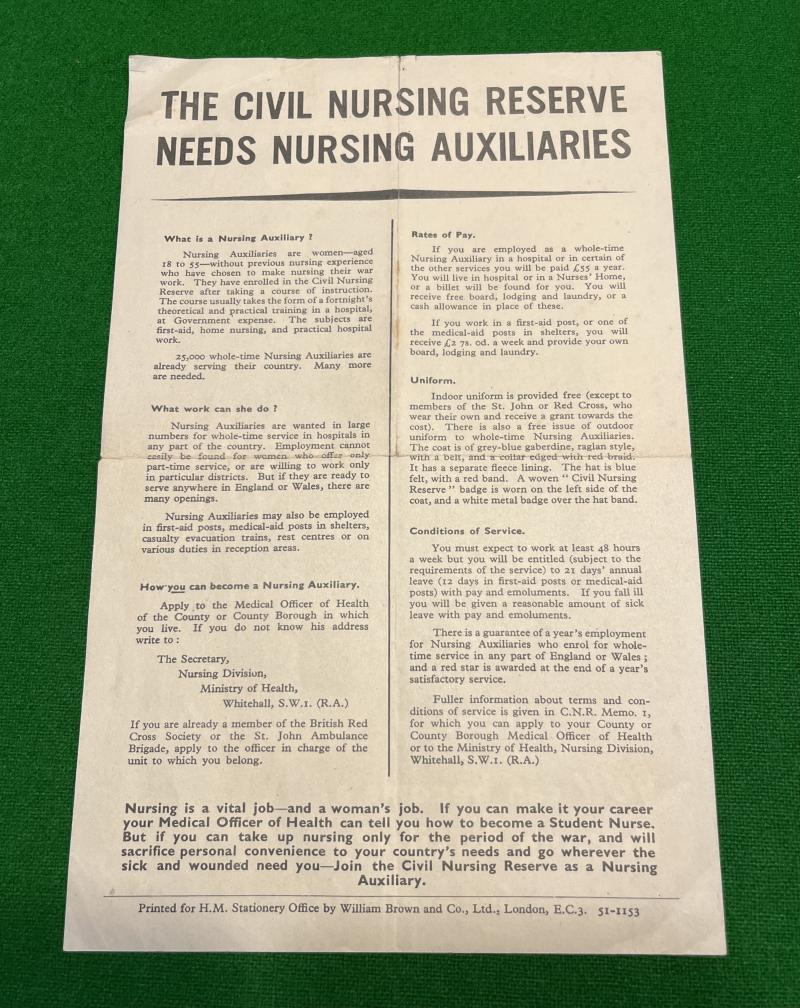 THE CIVIL NURSING RESERVE
NEEDS NURSING AUXILIARIES
What is a Nursing Auxiliary ?
Nursing Auxiliaries are women—aged
18 to 55—without previous nursing experience
who have chosen to make nursing their war
work. They have enrolled in the Civil Nursing
Reserve after taking a course of instruction.
The course usually takes the form of a fortnight's
theoretical and practical training in a hospital,
at Government expense. The subjects are
first-aid, home nursing, and practical hospital
work.
25,000 whole-time Nursing Auxiliaries are
already serving their country. Many more
are needed.
What work can she do ?
Nursing Auxiliaries are wanted in large
numbers for whole-time service in hospitals in
any part of the country. Employment cannot
easily be found for women who offer only
part-time service, or are willing to work only
in particular districts. But if they are ready to
serve anywhere in England or Wales, there are
many openings.
Nursing Auxiliaries may also be employed
in first-aid posts, medical-aid posts in shelters,
casualty evacuation trains, rest centres or on
various duties in reception areas.
How you can become a Nursing Auxiliary.
Apply to the Medical Officer of Health
of the County or County Borough in which
you live. If you do not know his address
write to :
The Secretary,
Nursing Division,
Ministry of Health,
Whitehall, S.W.1. (R.A.)
If you are already a member of the British Red
Cross Society or the St. John Ambulance
Brigade, apply to the officer in charge of the
unit to which you belong.
Rates of Pay.
If you are employed as a whole-time
Nursing Auxiliary in a hospital or in certain of
the other services you will be paid £55 a year.
You will live in hospital or in a Nurses' Home,
or a billet will be found for you. You will
receive free board, lodging and laundry, or a
cash allowance in place of these.
If you work in a first-aid post, or one of
the medical-aid posts in shelters, you will
receive £2 7s. 0d. a week and provide your own
board, lodging and laundry.
Uniform.
Indoor uniform is provided free (except to
members of the St. John or Red Cross, who
wear their own and receive a grant towards the
cost). There is also a free issue of outdoor
uniform to whole-time Nursing Auxiliaries.
The coat is of grey-blue gaberdine, raglan style,
with a belt, and a collar edged with red braid.
It has a separate fleece lining. The hat is blue
felt, with a red band. A woven “ Civil Nursing
Reserve ” badge is worn on the left side of the
coat, and a white metal badge over the hat band.
Conditions of Service.
You must expect to work at least 48 hours
a week but you will be entitled (subject to the
requirements of the service) to 21 days' annual
leave (12 days in first-aid posts or medical-aid
posts) with pay and emoluments. If you fall ill
you will be given a reasonable amount of sick
leave with pay and emoluments.
There is a guarantee of a year's employment
for Nursing Auxiliaries who enrol for whole-
time service in any part of England or Wales ;
and a red star is awarded at the end of a year's
satisfactory service.
Fuller information about terms and con-
ditions of service is given in C.N.R. Memo. 1,
for which you can apply to your County or
County Borough Medical Officer of Health
or to the Ministry of Health, Nursing Division,
Whitehall, S.W.1. (R.A.)
Nursing is a vital job—and a woman's job. If you can make it your career
your Medical Officer of Health can tell you how to become a Student Nurse.
But if you can take up nursing only for the period of the war, and will
sacrifice personal convenience to your country's needs and go wherever the
sick and wounded need you—Join the Civil Nursing Reserve as a Nursing
Auxiliary.
Printed for H.M. Stationery Office by William Brown and Co., Ltd., London, E.C.3. 51-1153